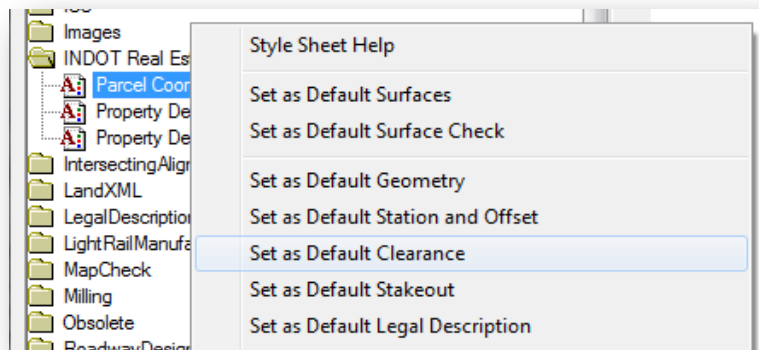 Images
INDOT Real Es
Parcel Coor
Property De
Property De
IntersectingAligr
LandXML
LegalDescription
LightRailManufa
MapCheck
Milling
Obsolete
RoadwayDesign
Style Sheet Help
Set as Default Surfaces
Set as Default Surface Check
Set as Default Geometry
Set as Default Station and Offset
Set as Default Clearance
Set as Default Stakeout
Set as Default Legal Description